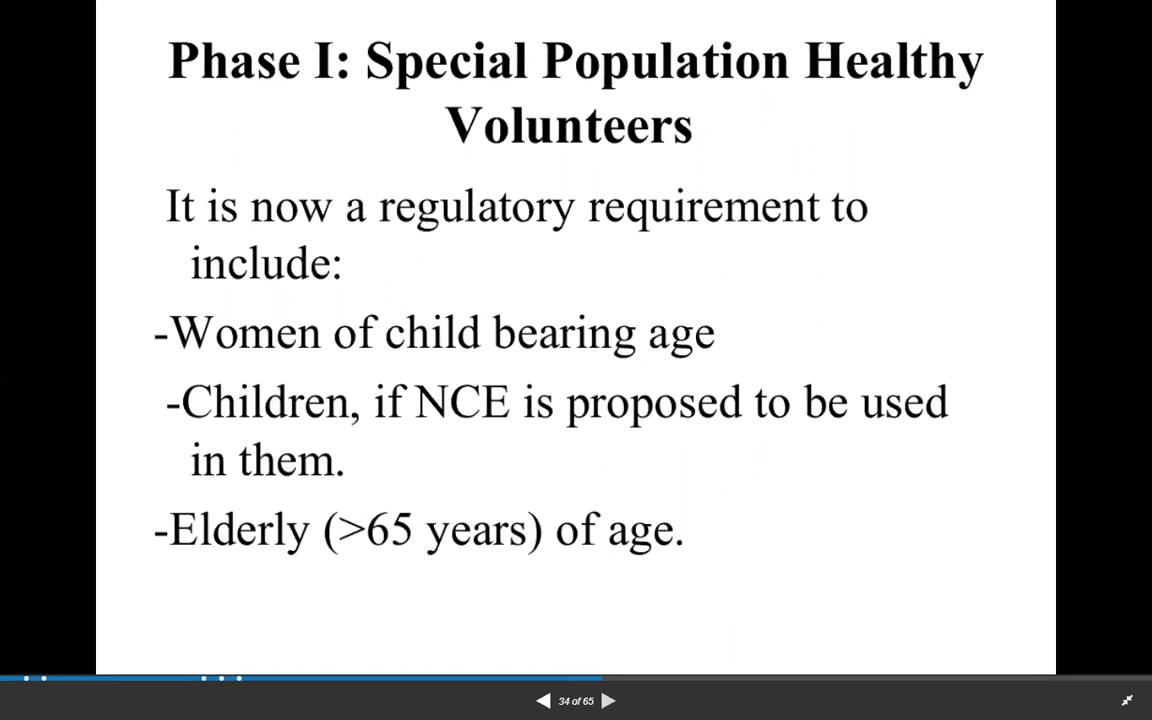 Phase I: Special Population Healthy
Volunteers
It is now a regulatory requirement to
include:
-Women of child bearing age
-Children, if NCE is proposed to be used
in them.
-Elderly (>65 years) of age.
34 of 65